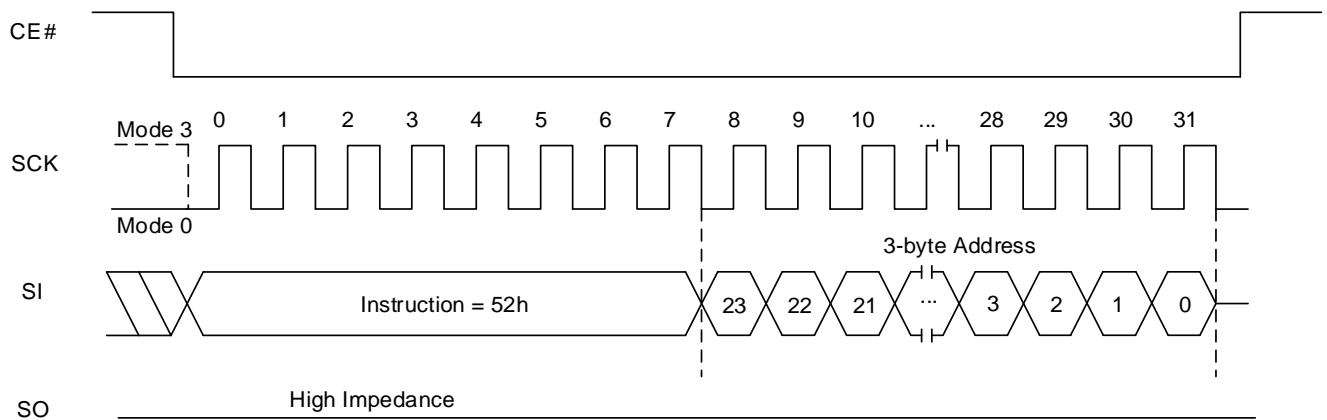 CE#
0 1 2 3 4 5 6 7 8 9 10 ... 28 29 30 31
Mode 3
SCK
Mode 0
3-byte Address
SI
Instruction = 52h 23 22 21 ... 3 2 1 0
High Impedance
SO